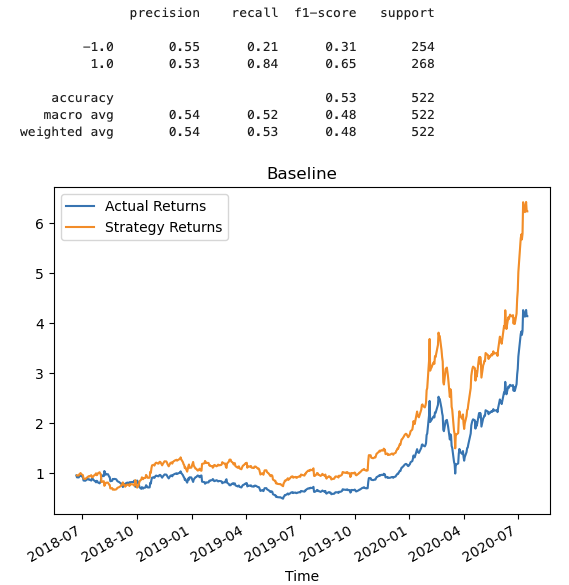 precision recall f1-score support
-1.0 0.55 0.21 0.31 254
1.0 0.53 0.84 0.65 268
accuracy 0.53 522
macro avg 0.54 0.52 0.48 522
weighted avg 0.54 0.53 0.48 522
Baseline
Actual Returns
Strategy Returns
6
5
4
3
2
1
2018-07
2018-10
2019-01
2019-04
2019-07
2019-10
2020-01
2020-04
2020-07
Time